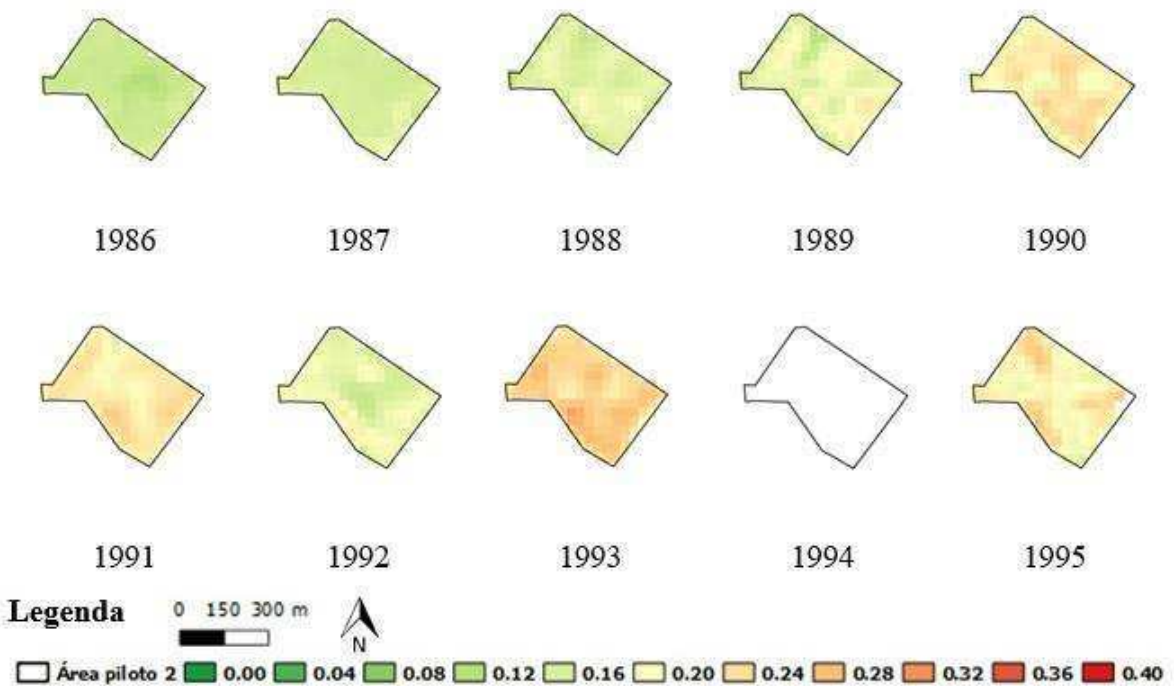 1986 1987 1988 1989 1990
1991 1992 1993 1994 1995
Legenda 0 150 300 m
N
Área piloto 2 0.00 0.04 0.08 0.12 0.16 0.20 0.24 0.28 0.32 0.36 0.40